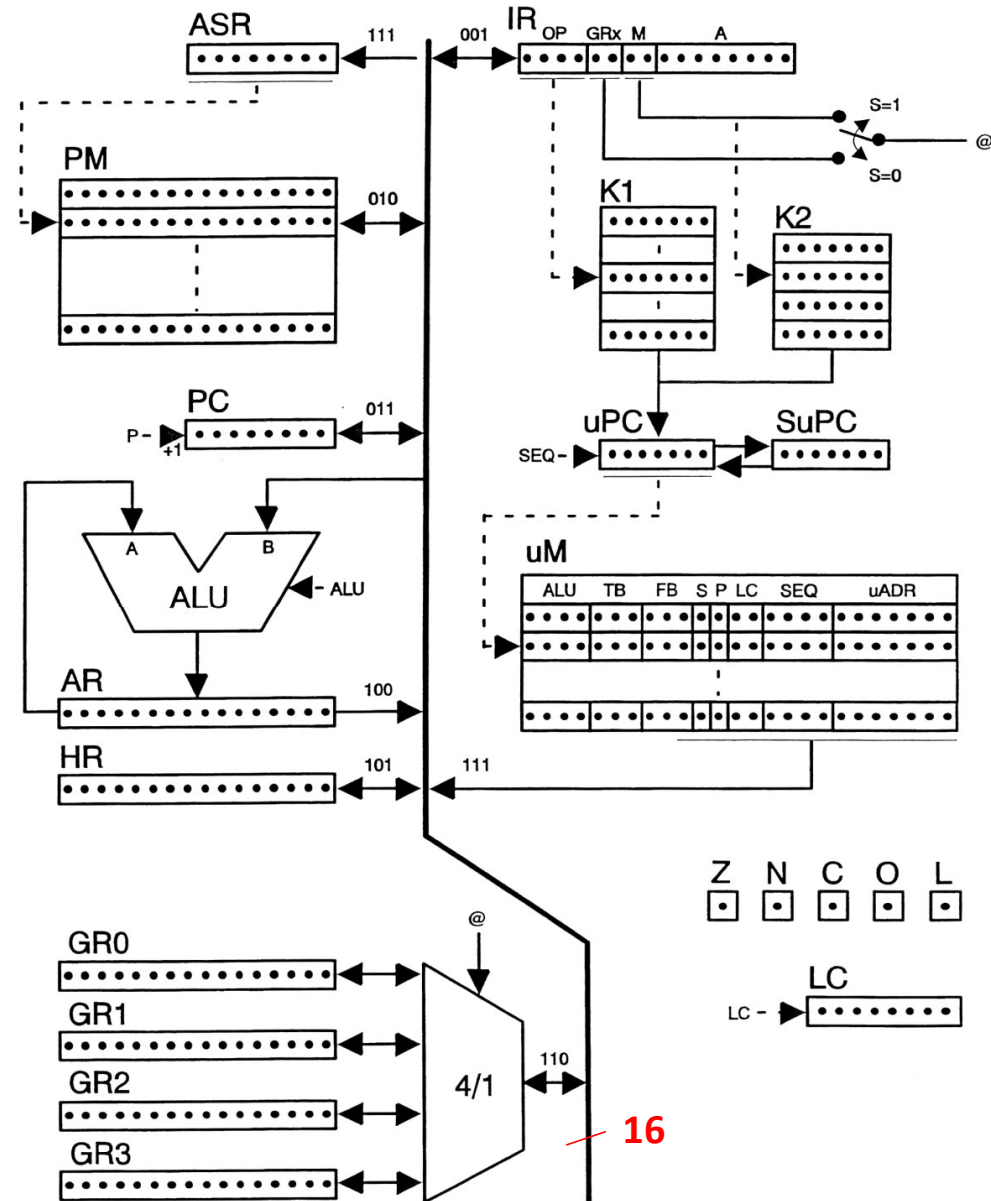 ASR
111
001
IR
OP GRx M A
S=1
@
S=0
PM
010
K1
K2
PC
011
P
+1
uPC
SuPC
SEQ
A
B
ALU
ALU
uM
ALU TB FB S P LC SEQ uADR
AR
100
HR
101
111
Z N C O L
@
GR0
GR1
LC
LC
GR2
4/1
110
GR3
16